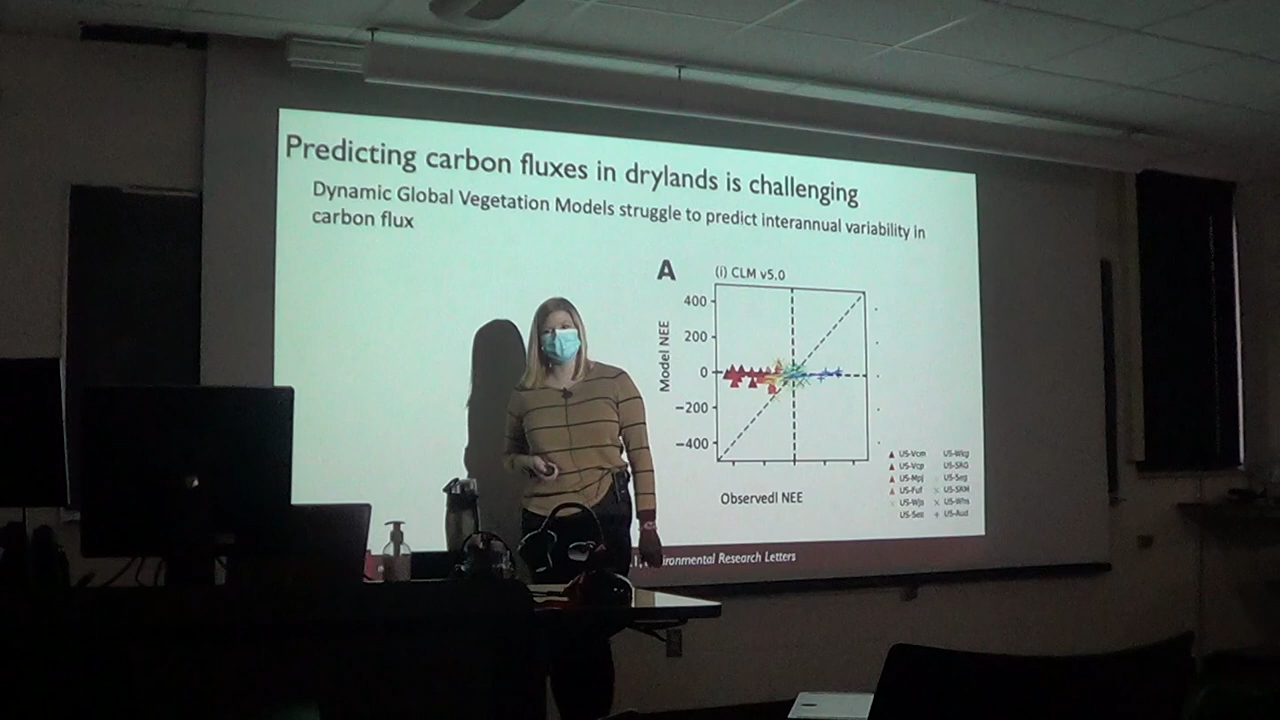 Predicting carbon fluxes in drylands is challenging
Dynamic Global Vegetation Models struggle to predict interannual variability in
carbon flux
A
(i) CLM v5.0
400
200
0
−200
−400
Model NEE
Observedl NEE
US-Vcm US-Wkg
US-Vcp US-SRG
US-Mpj US-Seg
US-Fuf US-SRM
US-Wjs US-Whs
US-Ses US-Aud
Environmental Research Letters